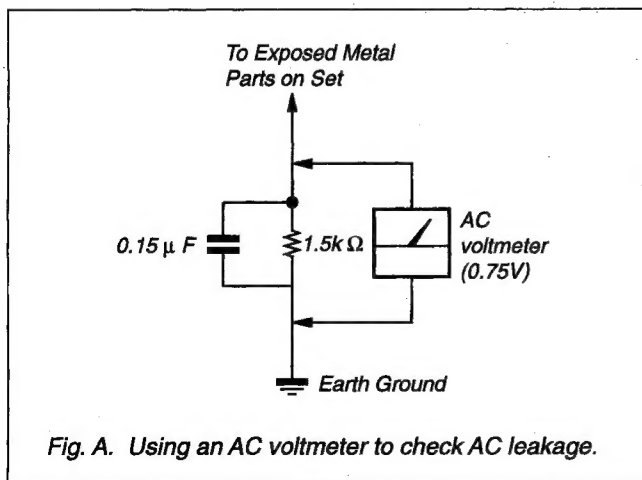 To Exposed Metal
Parts on Set
0.15 μ F
1.5k Ω
AC
voltmeter
(0.75V)
Earth Ground
Fig. A. Using an AC voltmeter to check AC leakage.